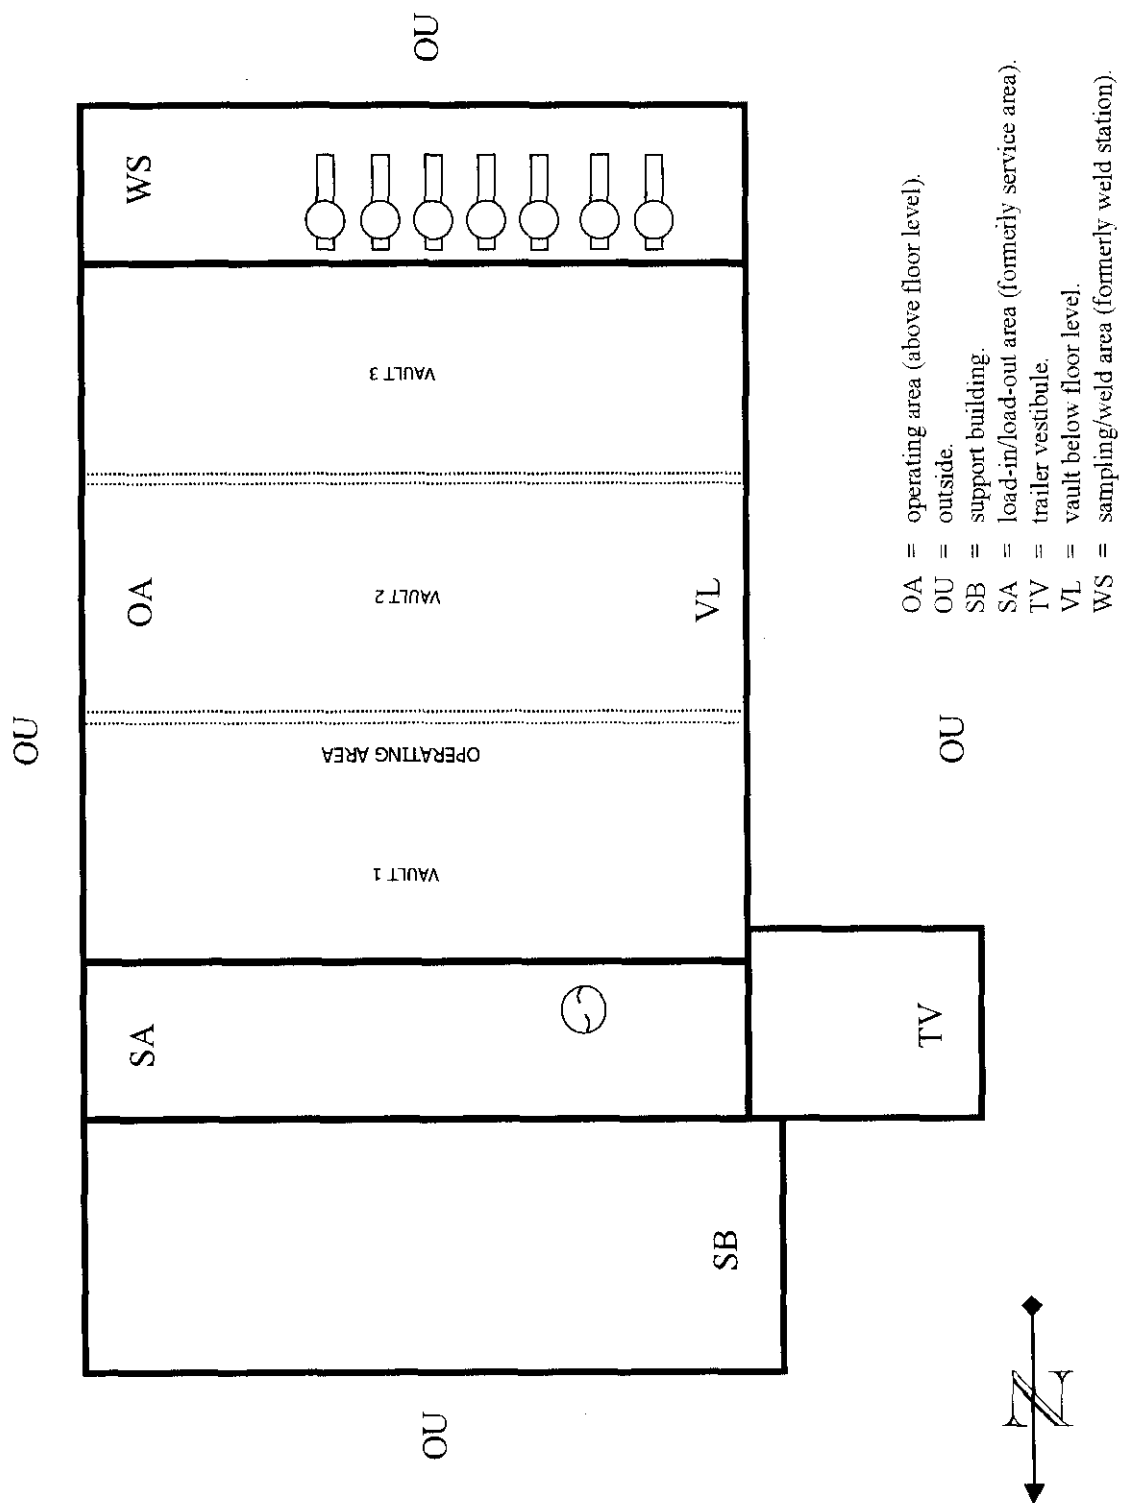 OU
OU
WS
VAULT 3
OA
VAULT 2
VL
OPERATING AREA
VAULT 1
SA
TV
SB
OU
OU
N
OA = operating area (above floor level).
OU = outside.
SB = support building.
SA = load-in/load-out area (formerly service area).
TV = trailer vestibule.
VL = vault below floor level.
WS = sampling/weld area (formerly weld station).